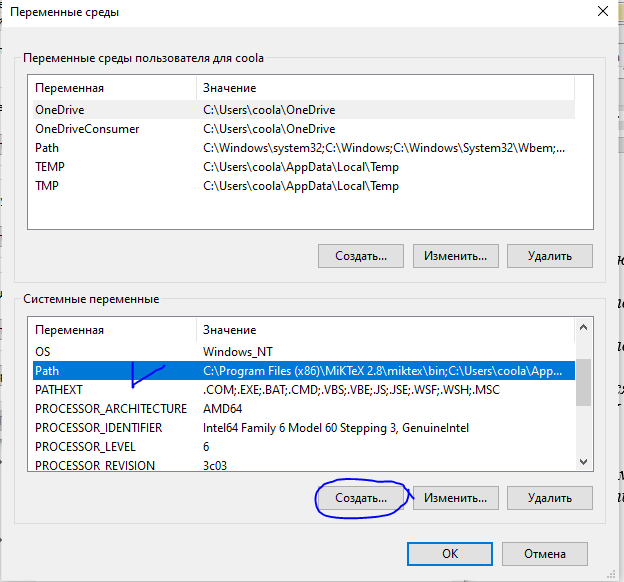 Переменные среды
Переменные среды пользователя для coola
Переменная Значение
OneDrive C:\Users\coola\OneDrive
OneDriveConsumer C:\Users\coola\OneDrive
Path C:\Windows\system32;C:\Windows;C:\Windows\System32\Wbem;...
TEMP C:\Users\coola\AppData\Local\Temp
TMP C:\Users\coola\AppData\Local\Temp
Создать... Изменить... Удалить
Системные переменные
Переменная Значение
OS Windows_NT
Path C:\Program Files (x86)\MiKTeX 2.8\miktex\bin;C:\Users\coola\App...
PATHEXT .COM;.EXE;.BAT;.CMD;.VBS;.VBE;.JS;.JSE;.WSF;.WSH;.MSC
PROCESSOR_ARCHITECTURE AMD64
PROCESSOR_IDENTIFIER Intel64 Family 6 Model 60 Stepping 3, GenuineIntel
PROCESSOR_LEVEL 6
PROCESSOR_REVISION 3c03
Создать... Изменить... Удалить
ОК Отмена